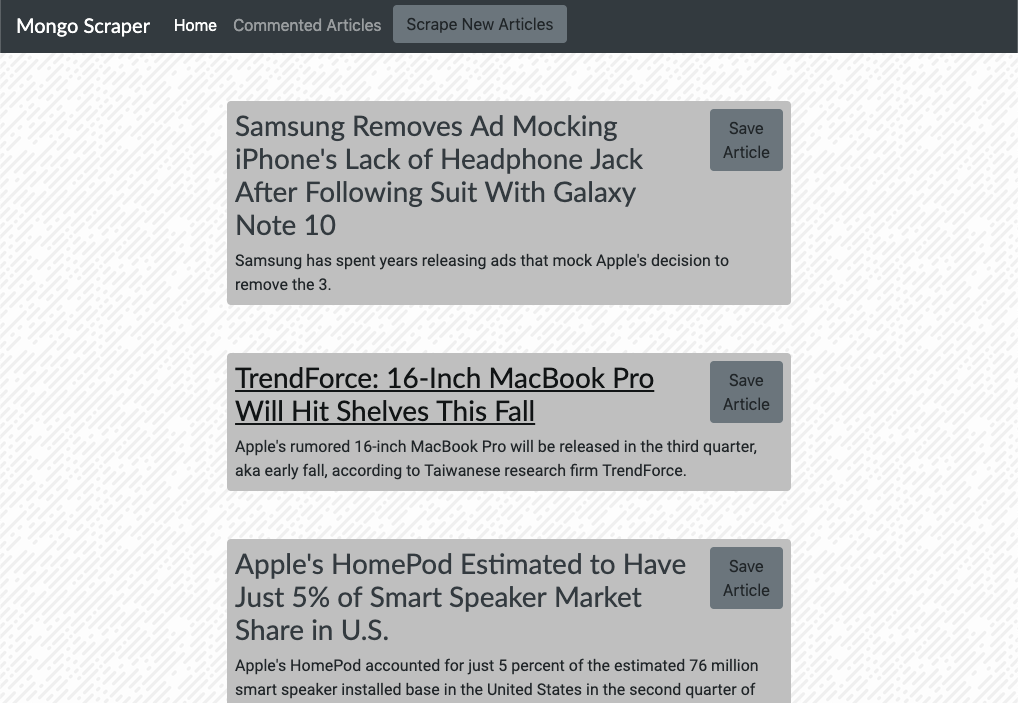 Mongo Scraper Home Commented Articles Scrape New Articles
Samsung Removes Ad Mocking
iPhone's Lack of Headphone Jack
After Following Suit With Galaxy
Note 10
Save
Article
Samsung has spent years releasing ads that mock Apple's decision to
remove the 3.
TrendForce: 16-Inch MacBook Pro
Will Hit Shelves This Fall
Save
Article
Apple's rumored 16-inch MacBook Pro will be released in the third quarter,
aka early fall, according to Taiwanese research firm TrendForce.
Apple's HomePod Estimated to Have
Just 5% of Smart Speaker Market
Share in U.S.
Save
Article
Apple's HomePod accounted for just 5 percent of the estimated 76 million
smart speaker installed base in the United States in the second quarter of